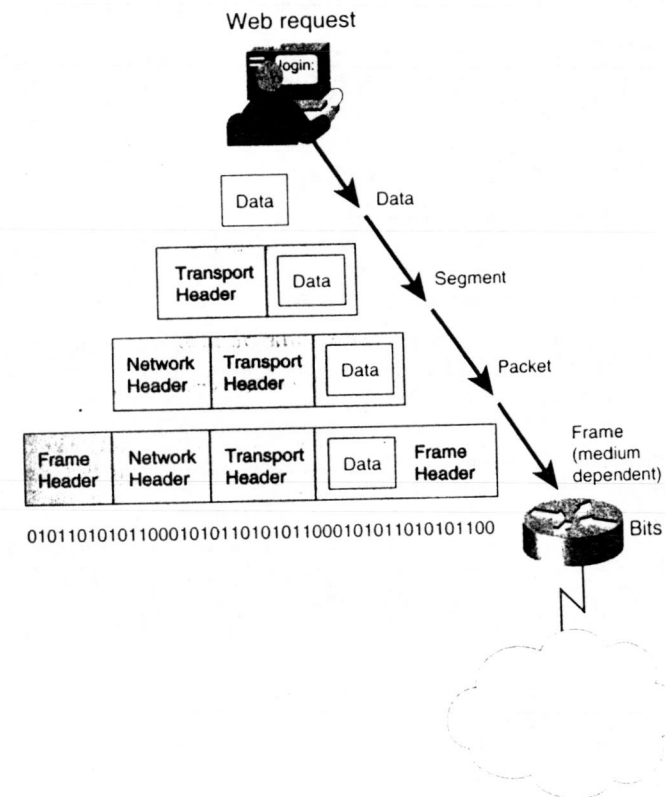 Web request
login:
Data
Data
Transport
Header
Data
Segment
Network
Header
Transport
Header
Data
Packet
Frame
Header
Network
Header
Transport
Header
Data
Frame
Header
Frame
(medium
dependent)
0101101010110001010110101011000101011010101100
Bits